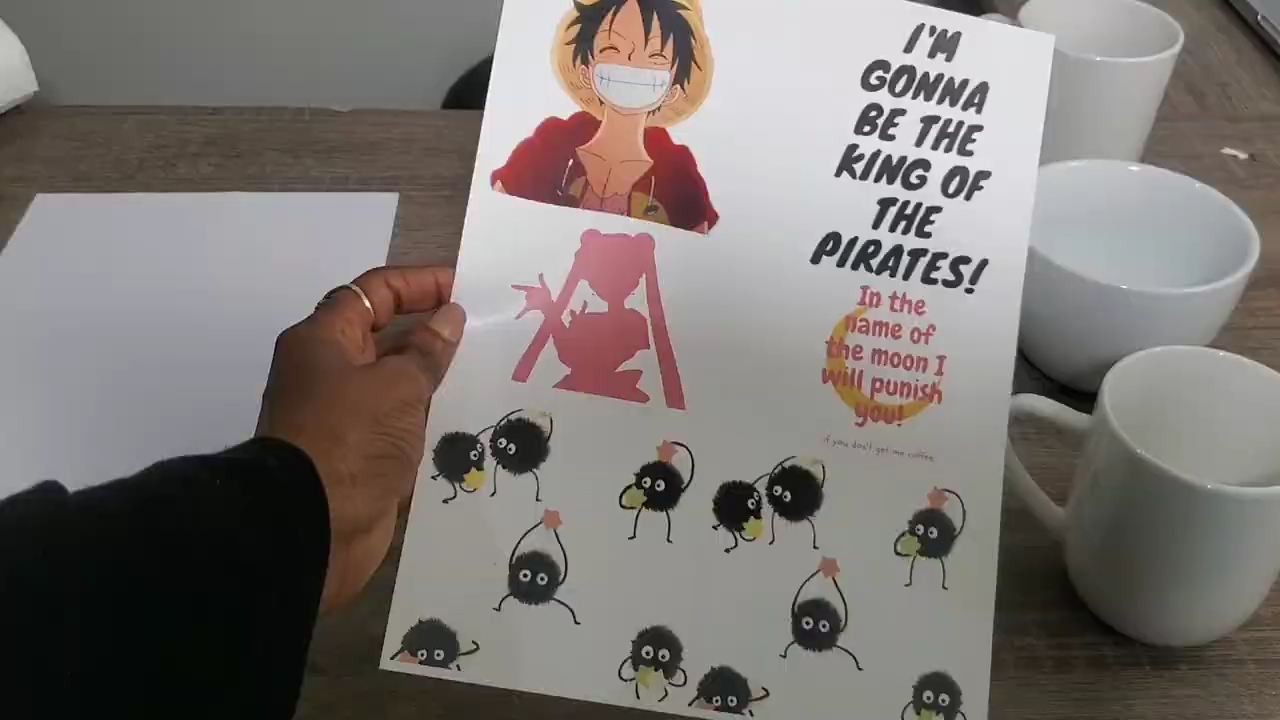 I'M
GONNA
BE THE
KING OF
THE
PIRATES!
In the
name of
the moon I
will punish
you!
if you don't get me coffee